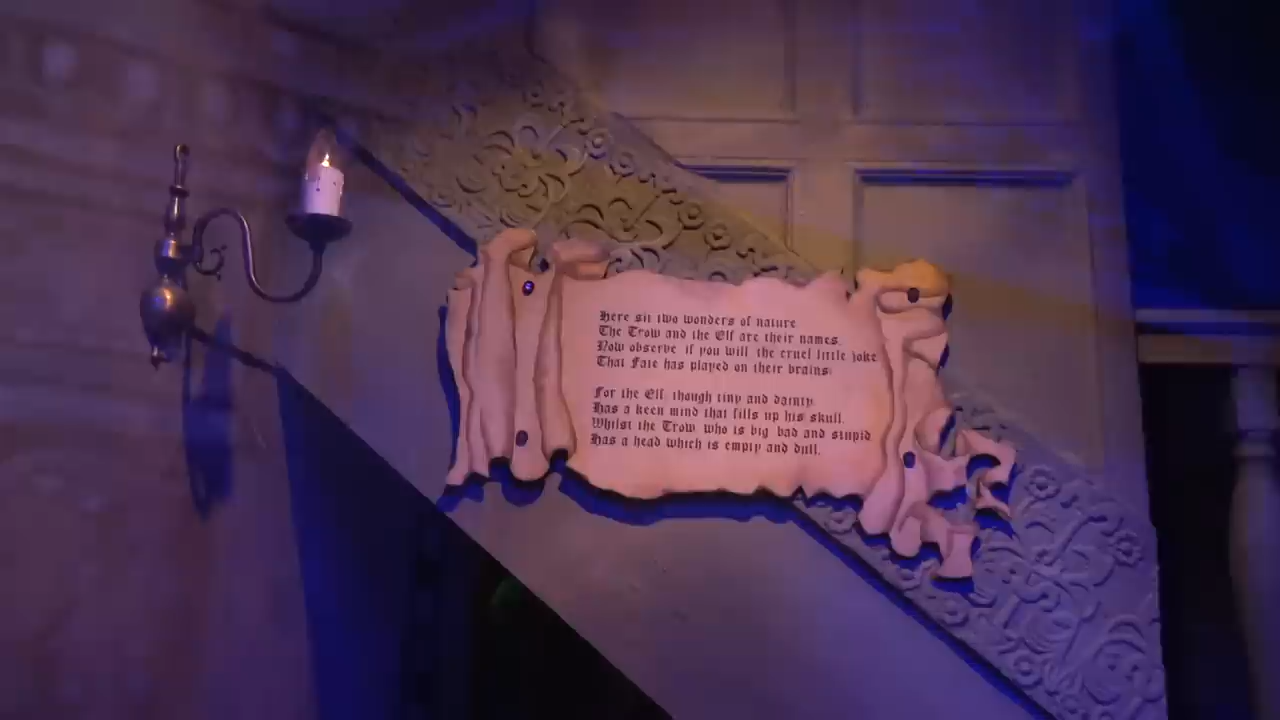 Here sit two wonders of nature
The Trow and the Elf are their names.
Now observe if you will the cruel little joke
That Fate has played on their brains.
For the Elf, though tiny and dainty
Has a keen mind that fills up his skull.
Whilst the Trow, who is big, bad and stupid
Has a head which is empty and dull.